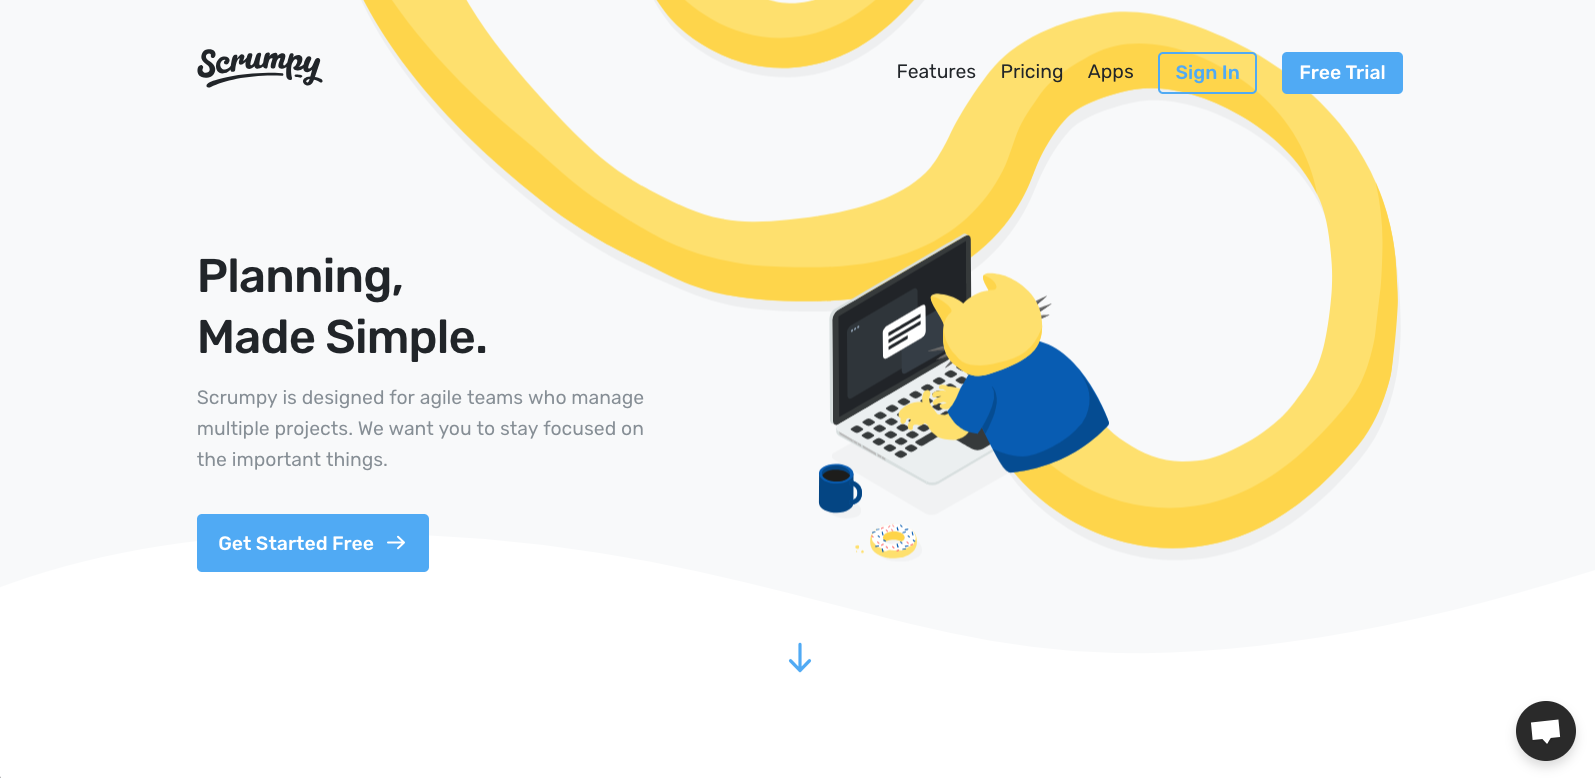 Scrumpy
Features
Pricing
Apps
Sign In
Free Trial
Planning,
Made Simple.
Scrumpy is designed for agile teams who manage
multiple projects. We want you to stay focused on
the important things.
Get Started Free